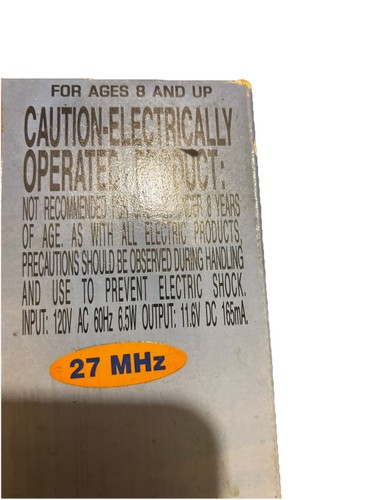 FOR AGES 8 AND UP
CAUTION-ELECTRICALLY
OPERATED PRODUCT:
NOT RECOMMENDED FOR CHILDREN UNDER 8 YEARS
OF AGE. AS WITH ALL ELECTRIC PRODUCTS,
PRECAUTIONS SHOULD BE OBSERVED DURING HANDLING
AND USE TO PREVENT ELECTRIC SHOCK.
INPUT: 120V AC 60Hz 6.5W OUTPUT: 11.6V DC 165mA.
27 MHz